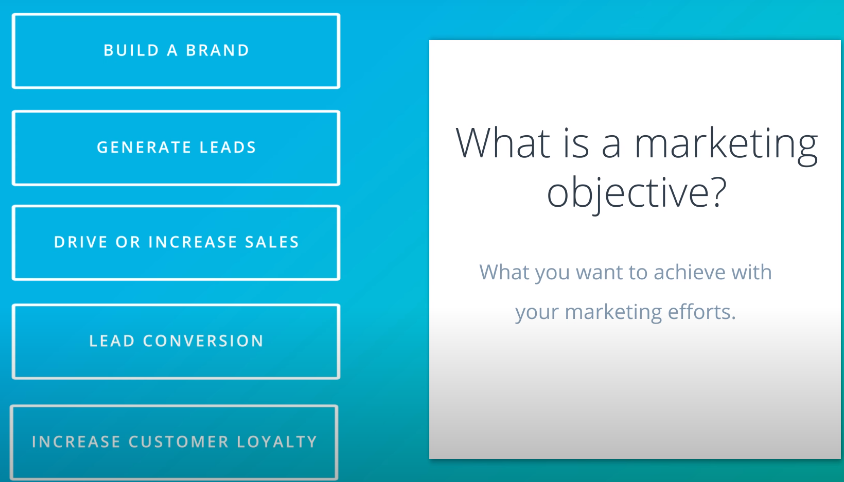 BUILD A BRAND
GENERATE LEADS
DRIVE OR INCREASE SALES
LEAD CONVERSION
INCREASE CUSTOMER LOYALTY
What is a marketing
objective?
What you want to achieve with
your marketing efforts.